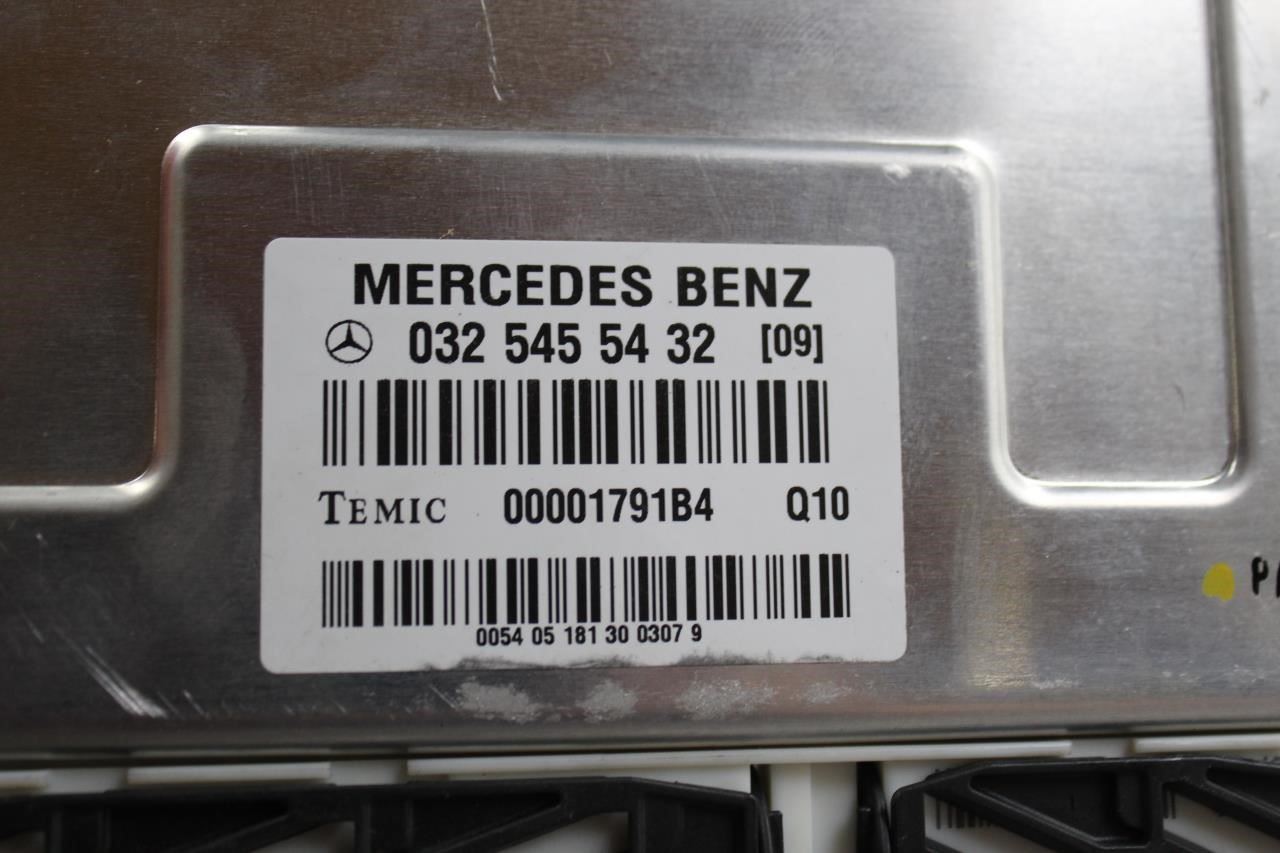 MERCEDES BENZ
032 545 54 32 [09]
TEMIC 00001791B4 Q10
0054 05 181 30 0307 9